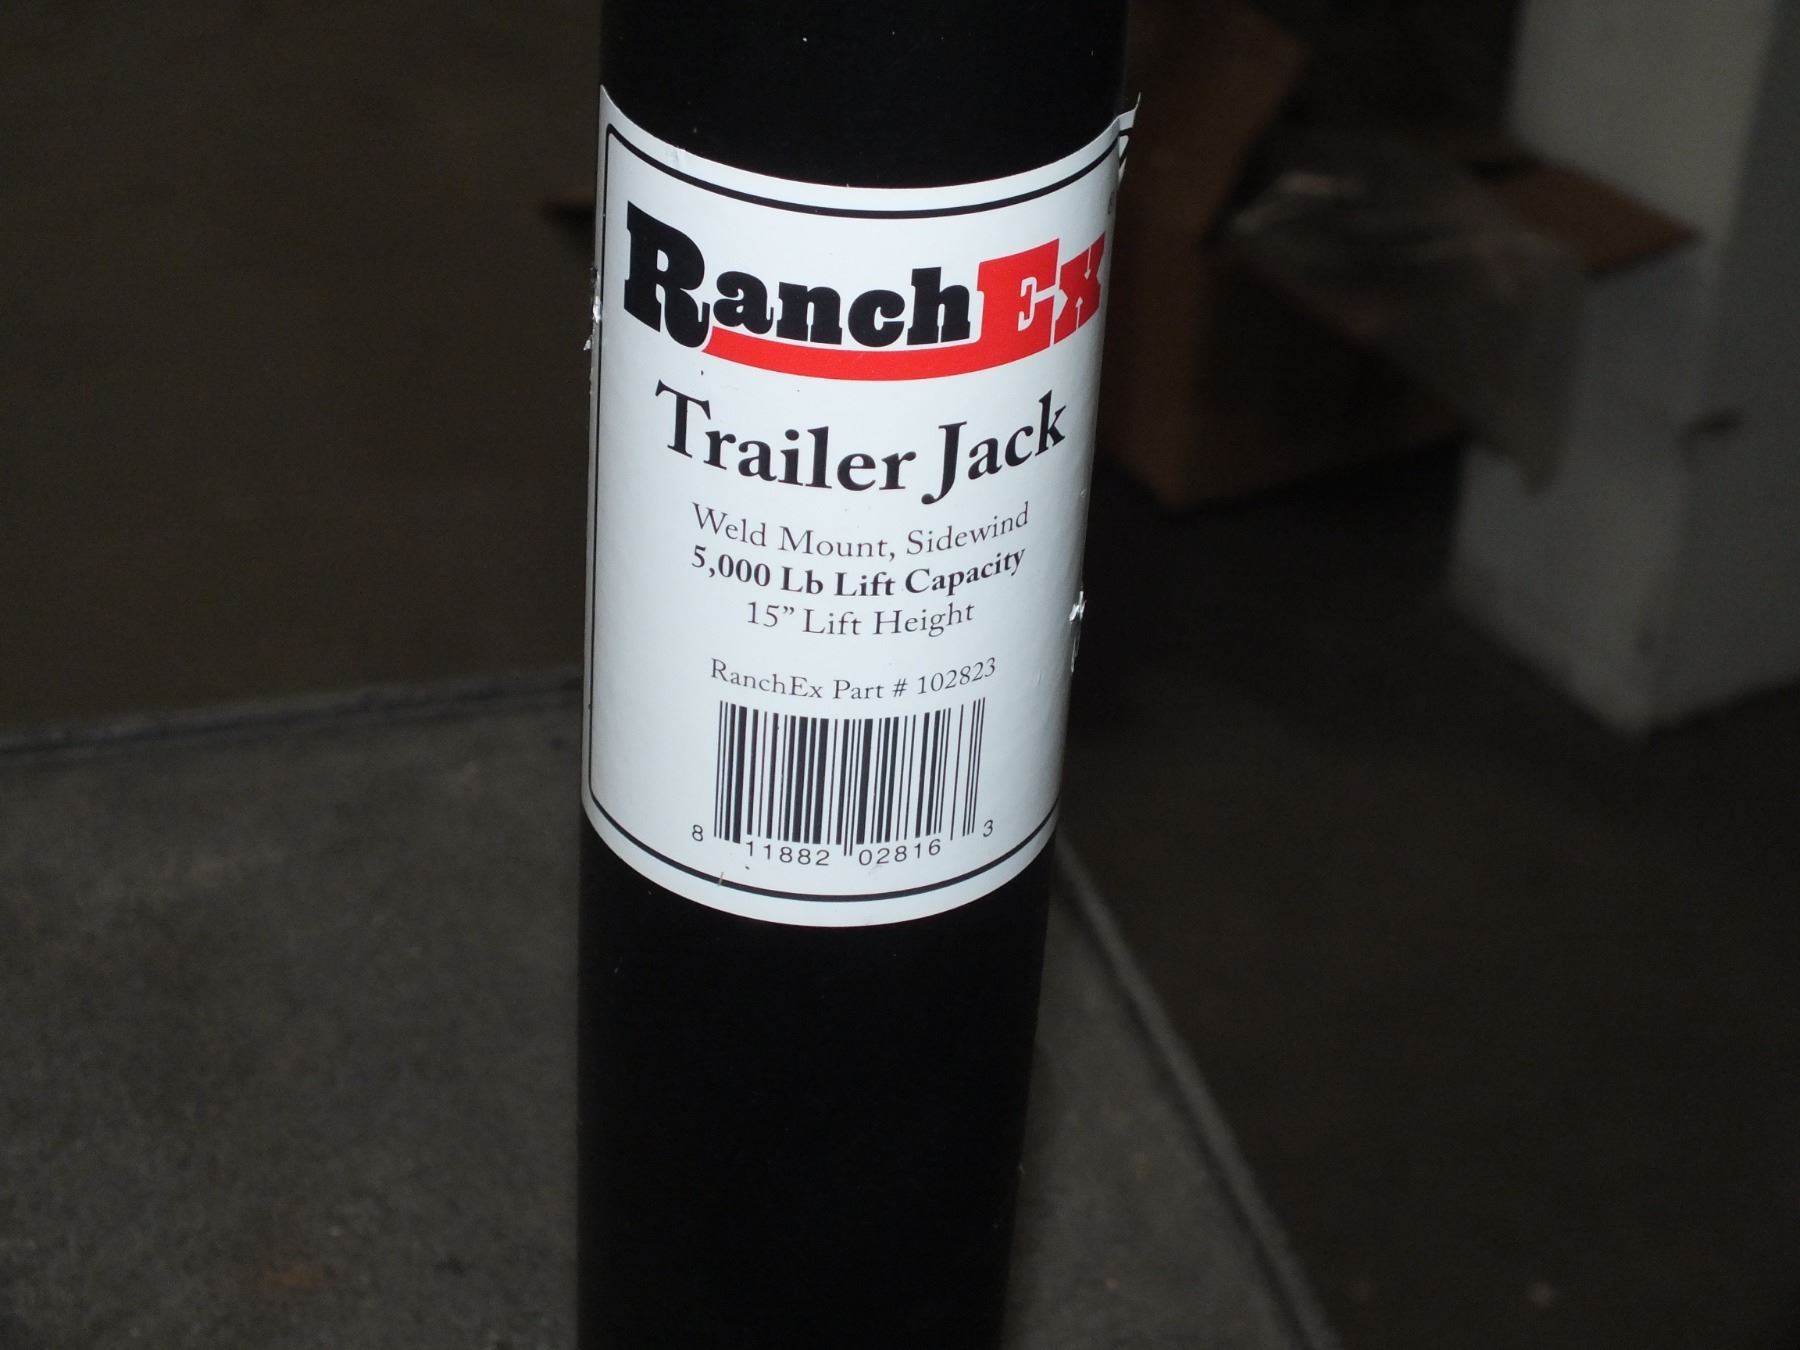 RanchEx
Trailer Jack
Weld Mount, Sidewind
5,000 Lb Lift Capacity
15” Lift Height
RanchEx Part # 102823
8 11882 02816 3